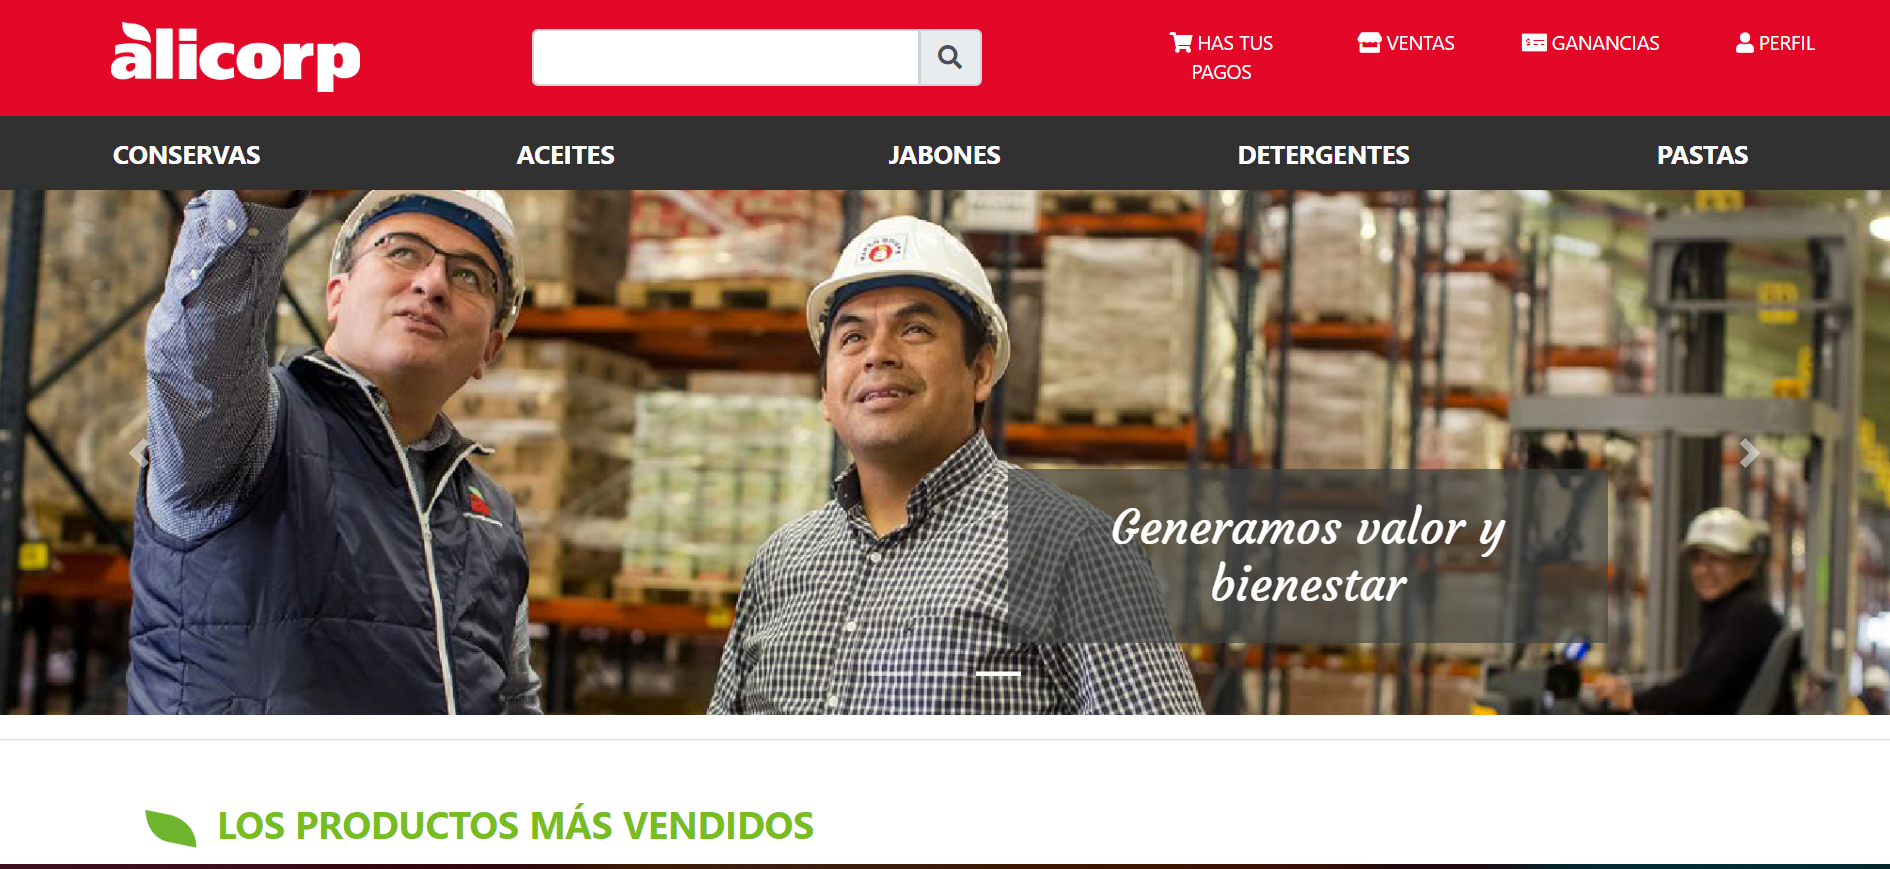 alicorp
HAS TUS
PAGOS
VENTAS
GANANCIAS
PERFIL
CONSERVAS
ACEITES
JABONES
DETERGENTES
PASTAS
Generamos valor y
bienestar
LOS PRODUCTOS MÁS VENDIDOS